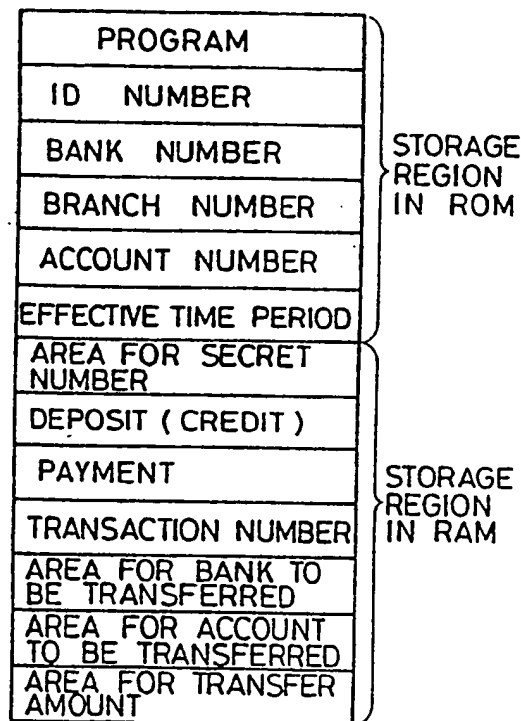 PROGRAM
ID NUMBER
BANK NUMBER
BRANCH NUMBER
ACCOUNT NUMBER
EFFECTIVE TIME PERIOD
STORAGE
REGION
IN ROM
AREA FOR SECRET
NUMBER
DEPOSIT ( CREDIT )
PAYMENT
TRANSACTION NUMBER
AREA FOR BANK TO
BE TRANSFERRED
AREA FOR ACCOUNT
TO BE TRANSFERRED
AREA FOR TRANSFER
AMOUNT
STORAGE
REGION
IN RAM